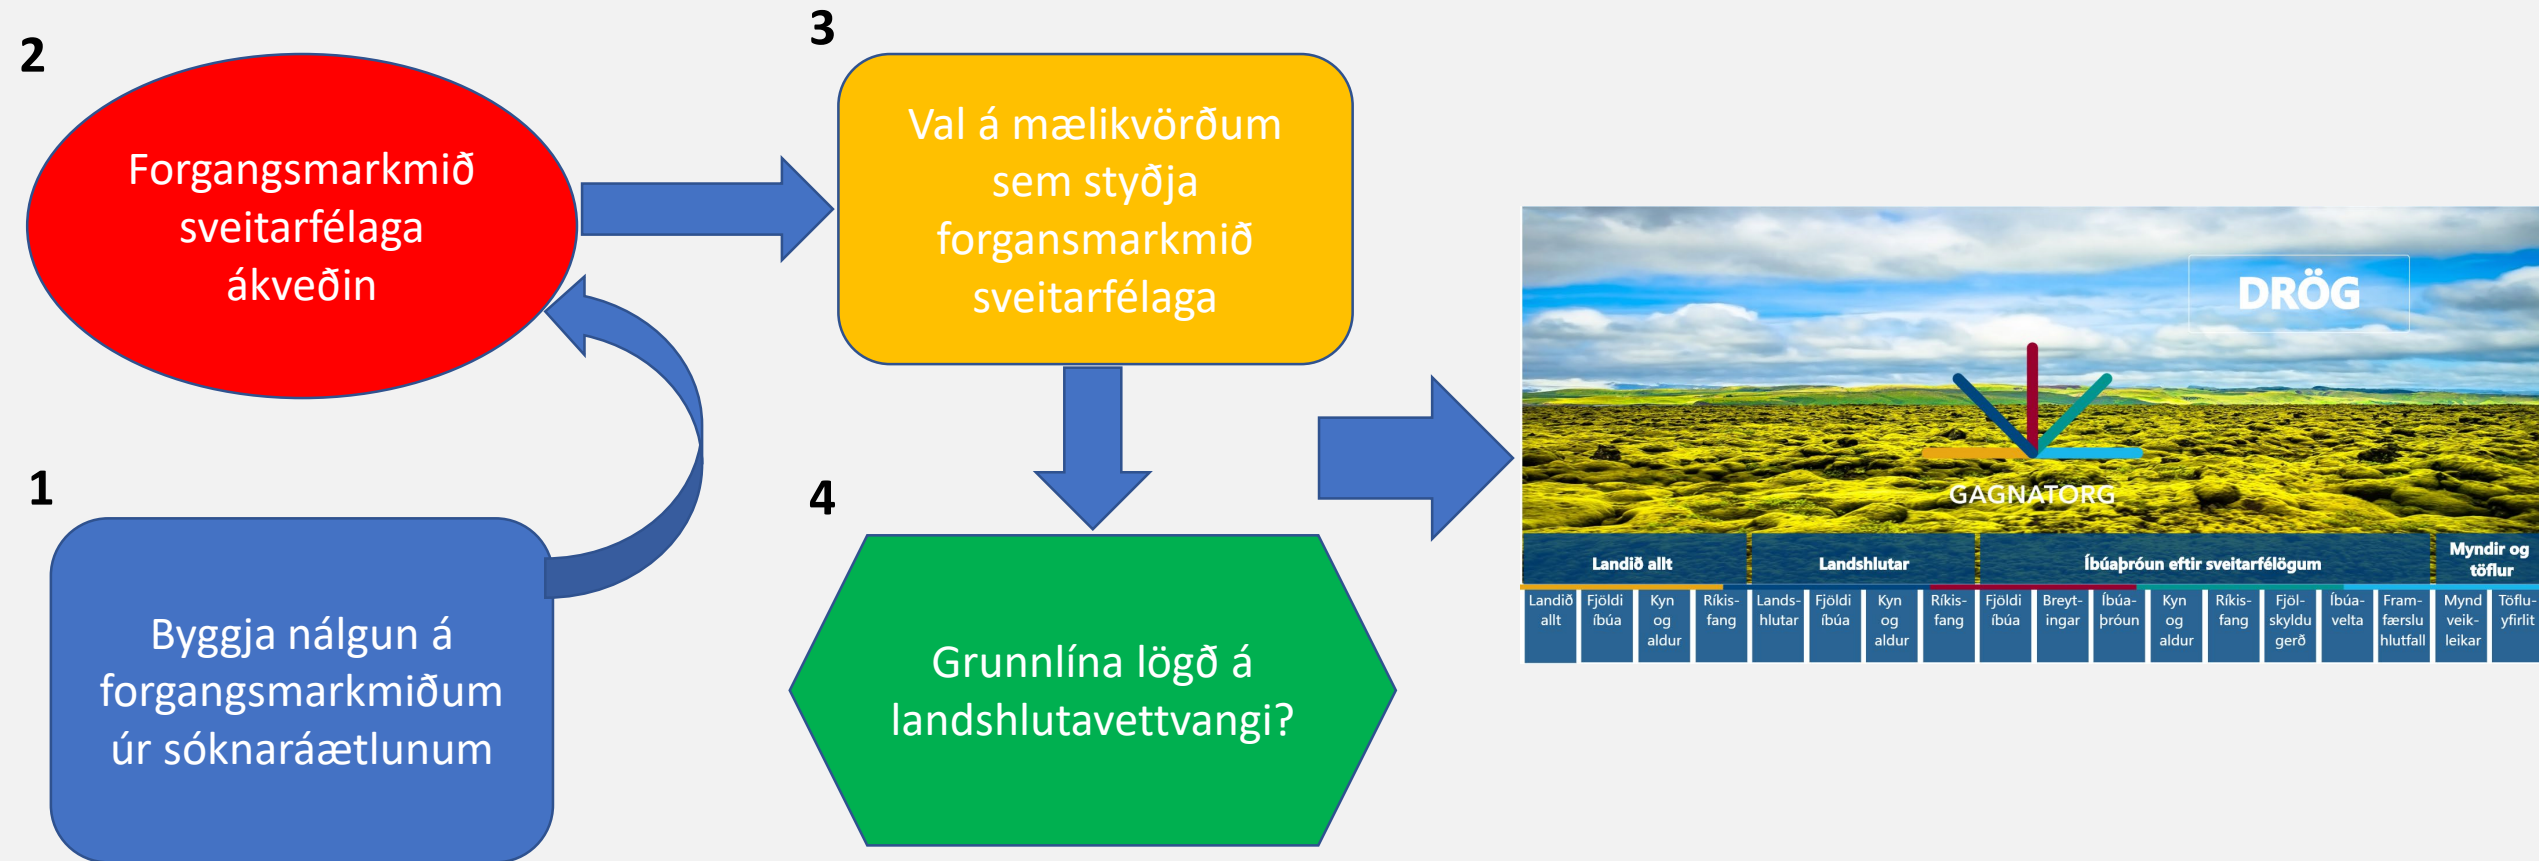 2
Forgangsmarkmið
sveitarfélaga
ákveðin
3
Val á mælikvörðum
sem styðja
forgansmarkmið
sveitarfélaga
1
Byggja nálgun á
forgangsmarkmiðum
úr sóknaráætlunum
4
Grunnlína lögð á
landshlutavettvangi?
DRÖG
GAGNATORG
Landið allt
Landshlutar
Íbúaþróun eftir sveitarfélögum
Myndir og
töflur
Landið
allt
Fjöldi
íbúa
Kyn
og
aldur
Ríkis-
fang
Lands-
hlutar
Fjöldi
íbúa
Kyn
og
aldur
Ríkis-
fang
Fjöldi
íbúa
Breyt-
ingar
Íbúa-
þróun
Kyn
og
aldur
Ríkis-
fang
Fjöl-
skyldu
gerð
Íbúa-
velta
Fram-
færslu
hlutfall
Mynd
veik-
leikar
Töflu-
yfirlit